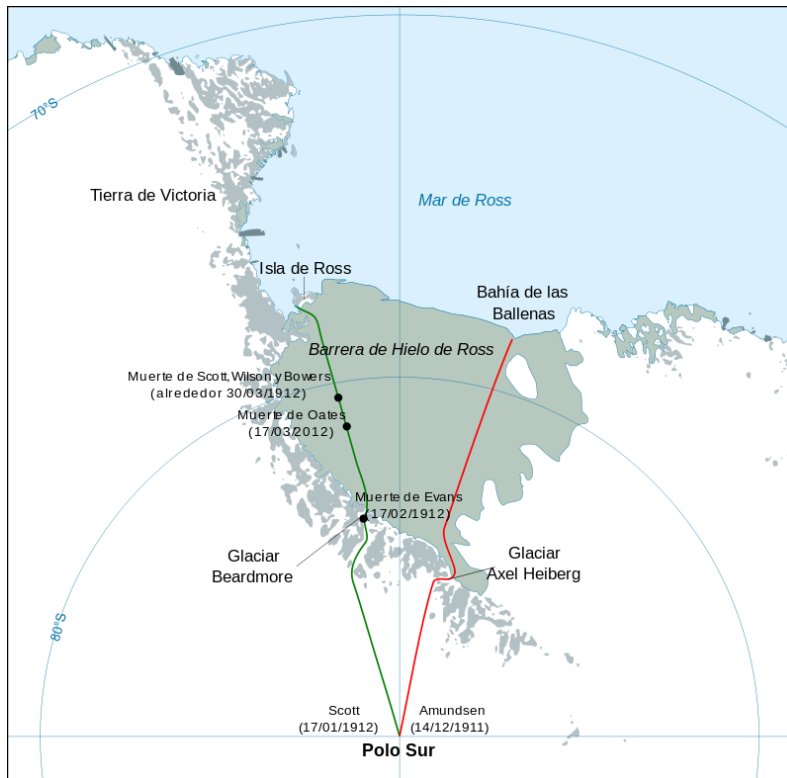 70°S
Tierra de Victoria
Mar de Ross
Isla de Ross
Bahía de las
Ballenas
Barrera de Hielo de Ross
Muerte de Scott, Wilson y Bowers
(alrededor 30/03/1912)
Muerte de Oates
(17/03/2012)
Muerte de Evans
(17/02/1912)
Glaciar
Beardmore
Glaciar
Axel Heiberg
80°S
Scott
(17/01/1912)
Amundsen
(14/12/1911)
Polo Sur